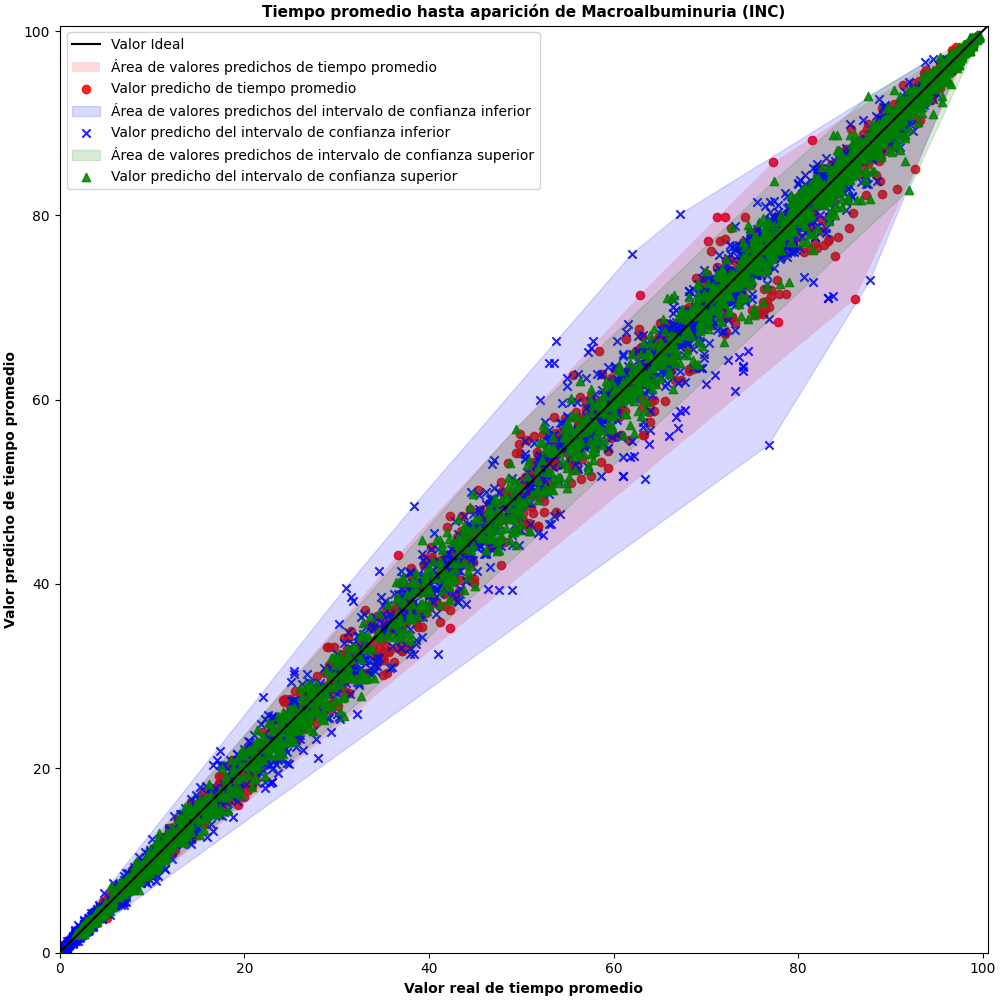 Tiempo promedio hasta aparición de Macroalbuminuria (INC)
Valor Ideal
Área de valores predichos de tiempo promedio
Valor predicho de tiempo promedio
Área de valores predichos del intervalo de confianza inferior
Valor predicho del intervalo de confianza inferior
Área de valores predichos de intervalo de confianza superior
Valor predicho del intervalo de confianza superior
Valor predicho de tiempo promedio
100
80
60
40
20
0
0 20 40 60 80 100
Valor real de tiempo promedio